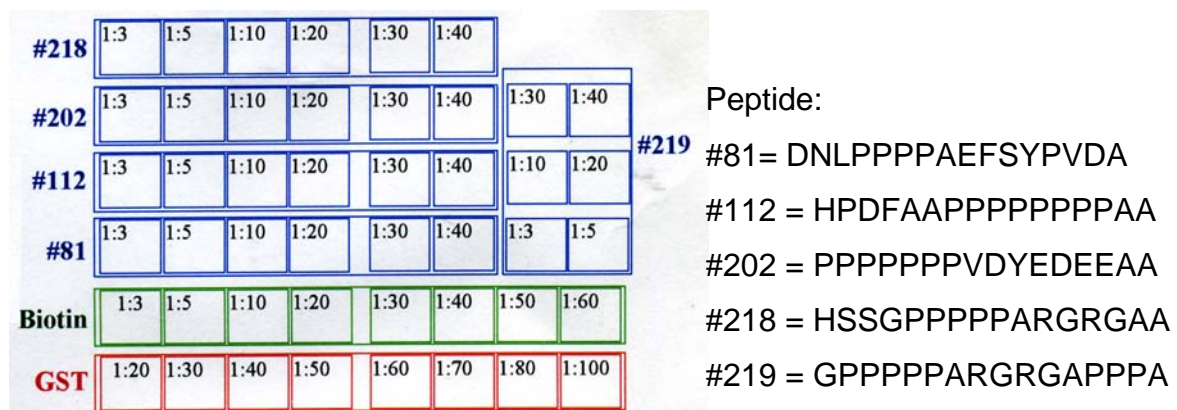 #218 1:3 1:5 1:10 1:20 1:30 1:40
#202 1:3 1:5 1:10 1:20 1:30 1:40 1:30 1:40
#219
#112 1:3 1:5 1:10 1:20 1:30 1:40 1:10 1:20
#81 1:3 1:5 1:10 1:20 1:30 1:40 1:3 1:5
Biotin 1:3 1:5 1:10 1:20 1:30 1:40 1:50 1:60
GST 1:20 1:30 1:40 1:50 1:60 1:70 1:80 1:100
Peptide:
#81= DNLPPPPAEFSYPVDA
#112 = HPDFAAPPPPPPPPAA
#202 = PPPPPPPVDYEDEEAA
#218 = HSSGPPPPPARGRGAA
#219 = GPPPPPARGRGAPPPA